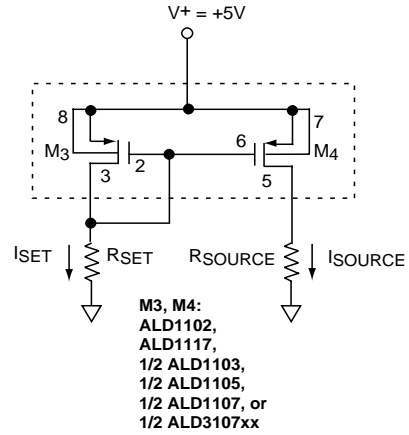 V+ = +5V
8
7
M3
2
6
M4
3
5
ISET
RSET
RSOURCE
ISOURCE
M3, M4:
ALD1102,
ALD1117,
1/2 ALD1103,
1/2 ALD1105,
1/2 ALD1107, or
1/2 ALD3107xx